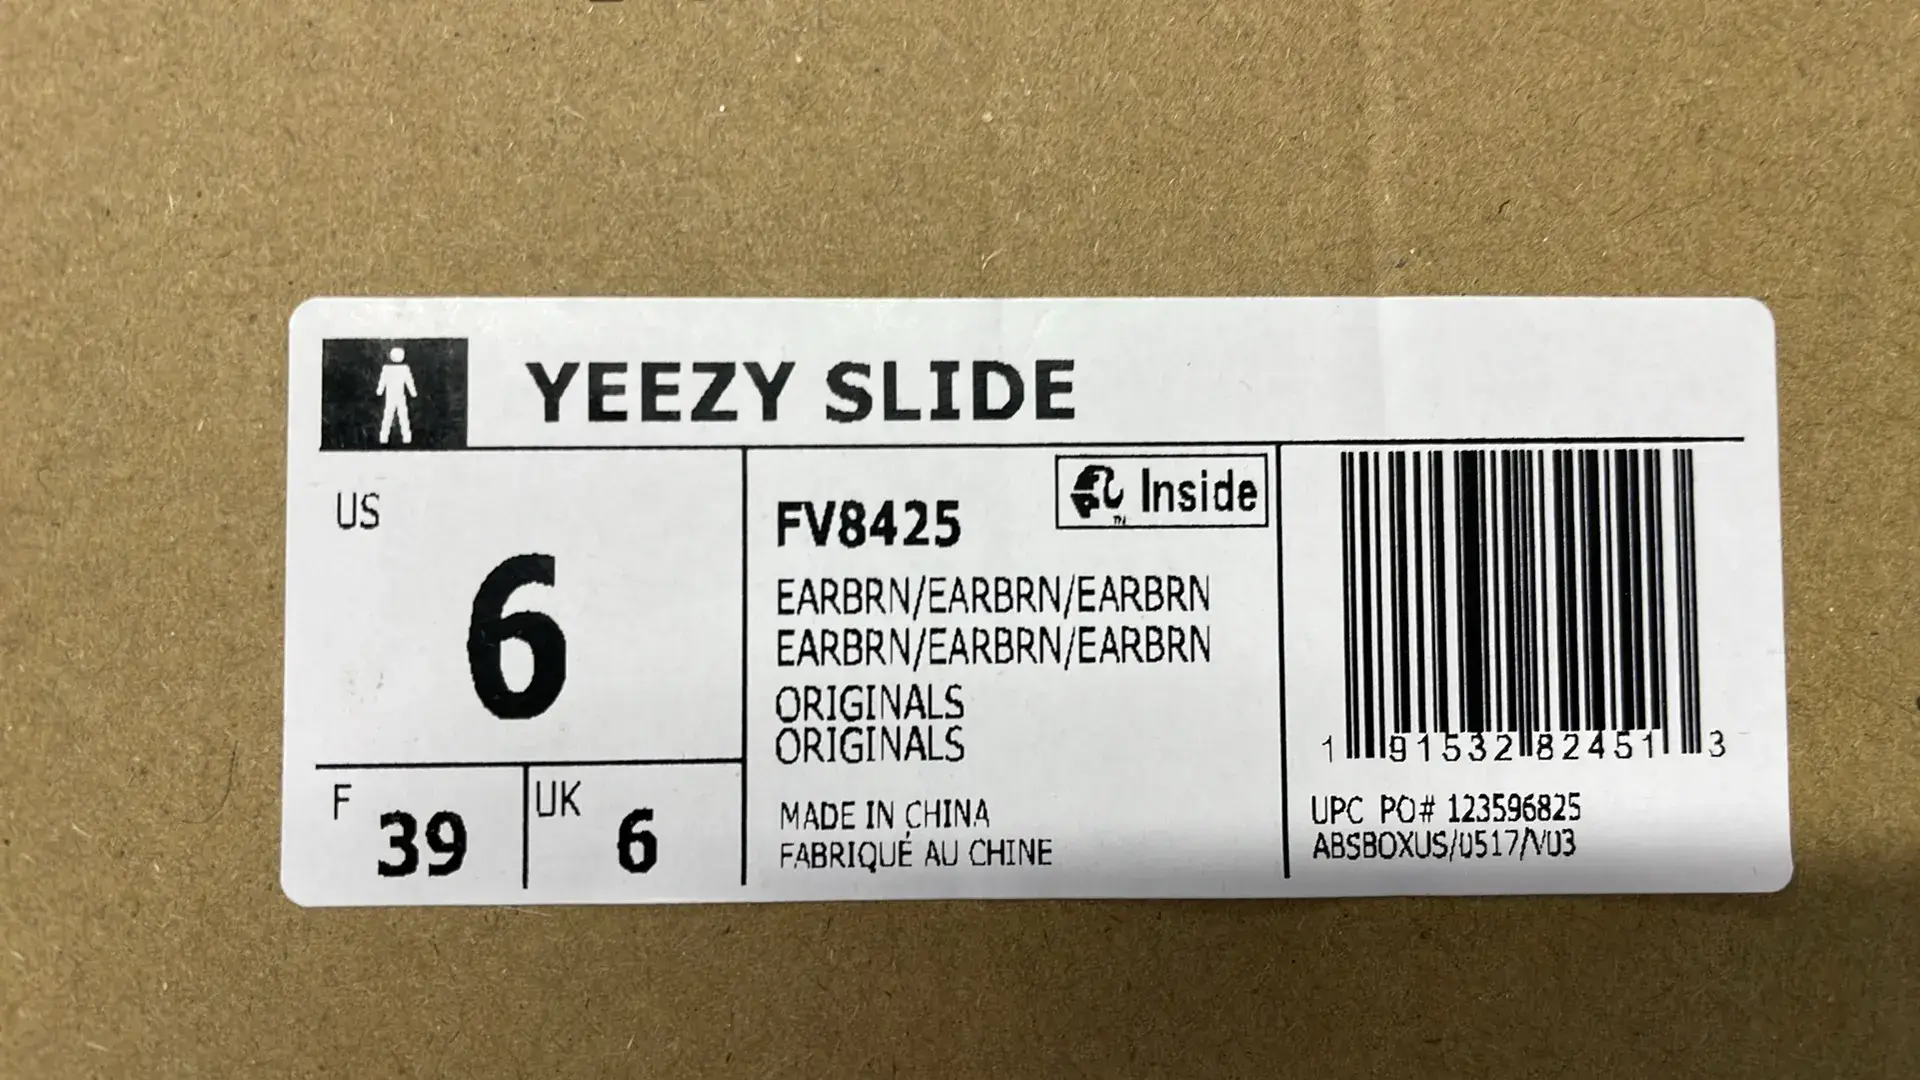 YEEZY SLIDE
US
6
F 39
UK 6
FV8425
TM Inside
EARBRN/EARBRN/EARBRN
EARBRN/EARBRN/EARBRN
ORIGINALS
ORIGINALS
MADE IN CHINA
FABRIQUÉ AU CHINE
1 91532 82451 3
UPC PO# 123596825
ABSBOXUS/0517/V03